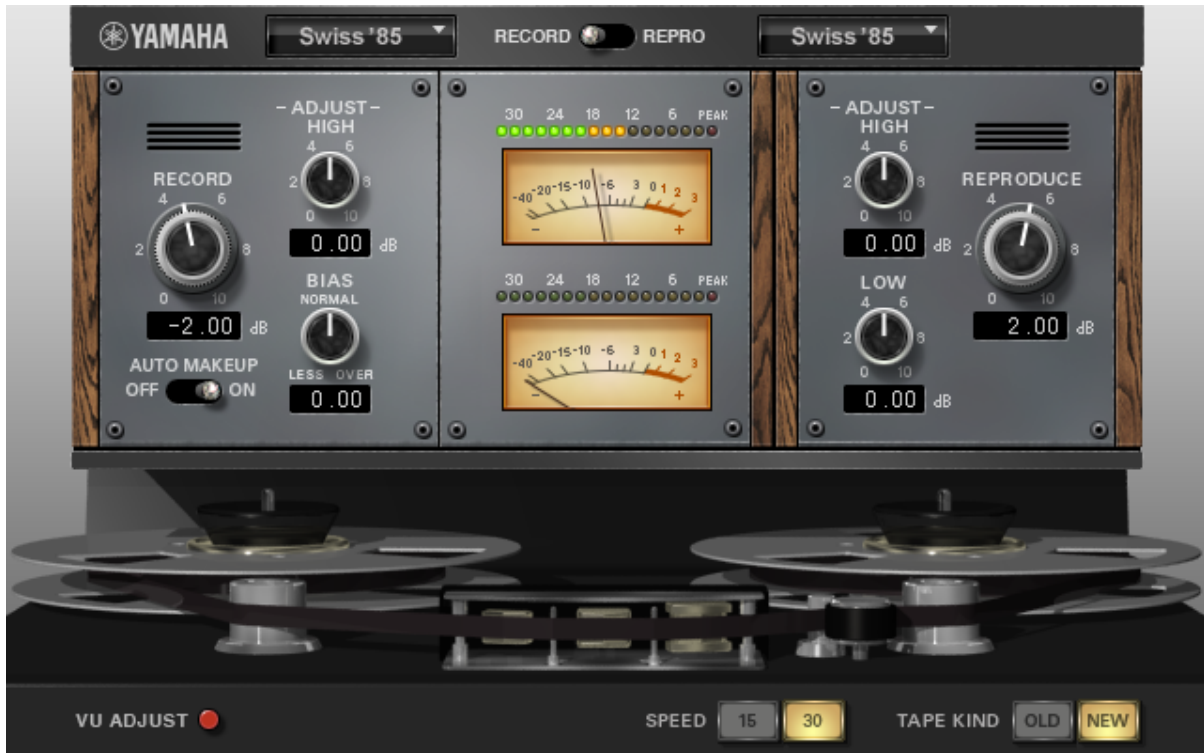 YAMAHA
Swiss '85
RECORD
REPRO
Swiss '85
- ADJUST -
HIGH
4 6
2 8
0 10
0.00 dB
RECORD
4 6
2 8
0 10
-2.00 dB
BIAS
NORMAL
LESS OVER
0.00
AUTO MAKEUP
OFF ON
30 24 18 12 6 PEAK
-40 -20 -15 -10 -6 3 0 1 2 3
- +
30 24 18 12 6 PEAK
-40 -20 -15 -10 -6 3 0 1 2 3
- +
- ADJUST -
HIGH
4 6
2 8
0 10
0.00 dB
LOW
4 6
2 8
0 10
0.00 dB
REPRODUCE
4 6
2 8
0 10
2.00 dB
VU ADJUST
SPEED 15 30
TAPE KIND OLD NEW